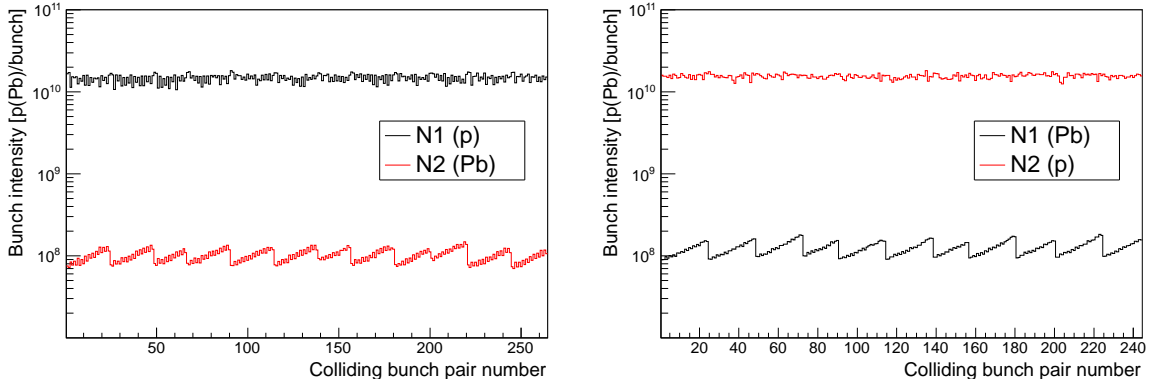 Bunch intensity [p(Pb)/bunch]
10^11
10^10
10^9
10^8
N1 (p)
N2 (Pb)
50 100 150 200 250
Colliding bunch pair number
Bunch intensity [p(Pb)/bunch]
10^11
10^10
10^9
10^8
N1 (Pb)
N2 (p)
20 40 60 80 100 120 140 160 180 200 220 240
Colliding bunch pair number